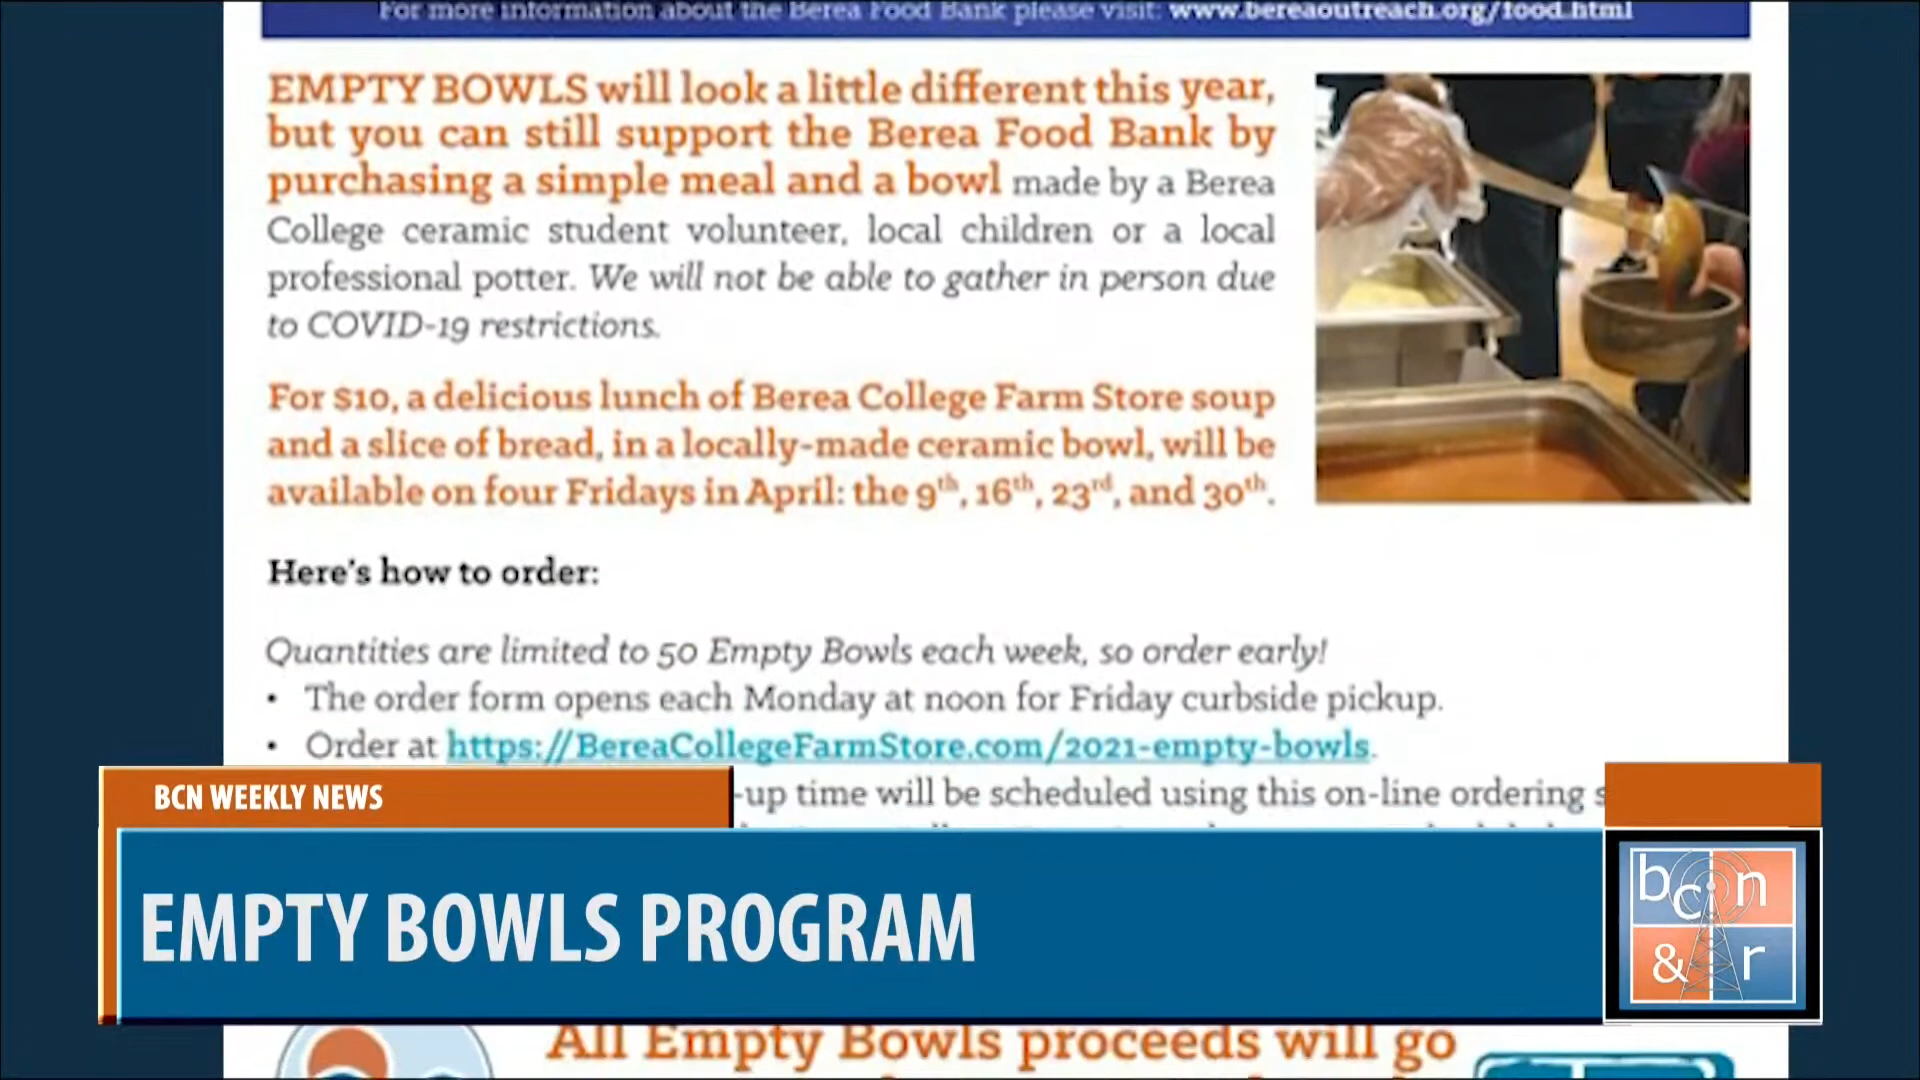 For more information about the Berea Food Bank please visit: www.bereaoutreach.org/food.html
EMPTY BOWLS will look a little different this year,
but you can still support the Berea Food Bank by
purchasing a simple meal and a bowl made by a Berea
College ceramic student volunteer, local children or a local
professional potter. We will not be able to gather in person due
to COVID-19 restrictions.
For $10, a delicious lunch of Berea College Farm Store soup
and a slice of bread, in a locally-made ceramic bowl, will be
available on four Fridays in April: the 9th, 16th, 23rd, and 30th.
Here's how to order:
Quantities are limited to 50 Empty Bowls each week, so order early!
• The order form opens each Monday at noon for Friday curbside pickup.
• Order at https://BereaCollegeFarmStore.com/2021-empty-bowls.
-up time will be scheduled using this on-line ordering
BCN WEEKLY NEWS
EMPTY BOWLS PROGRAM
bcn
& r
All Empty Bowls proceeds will go